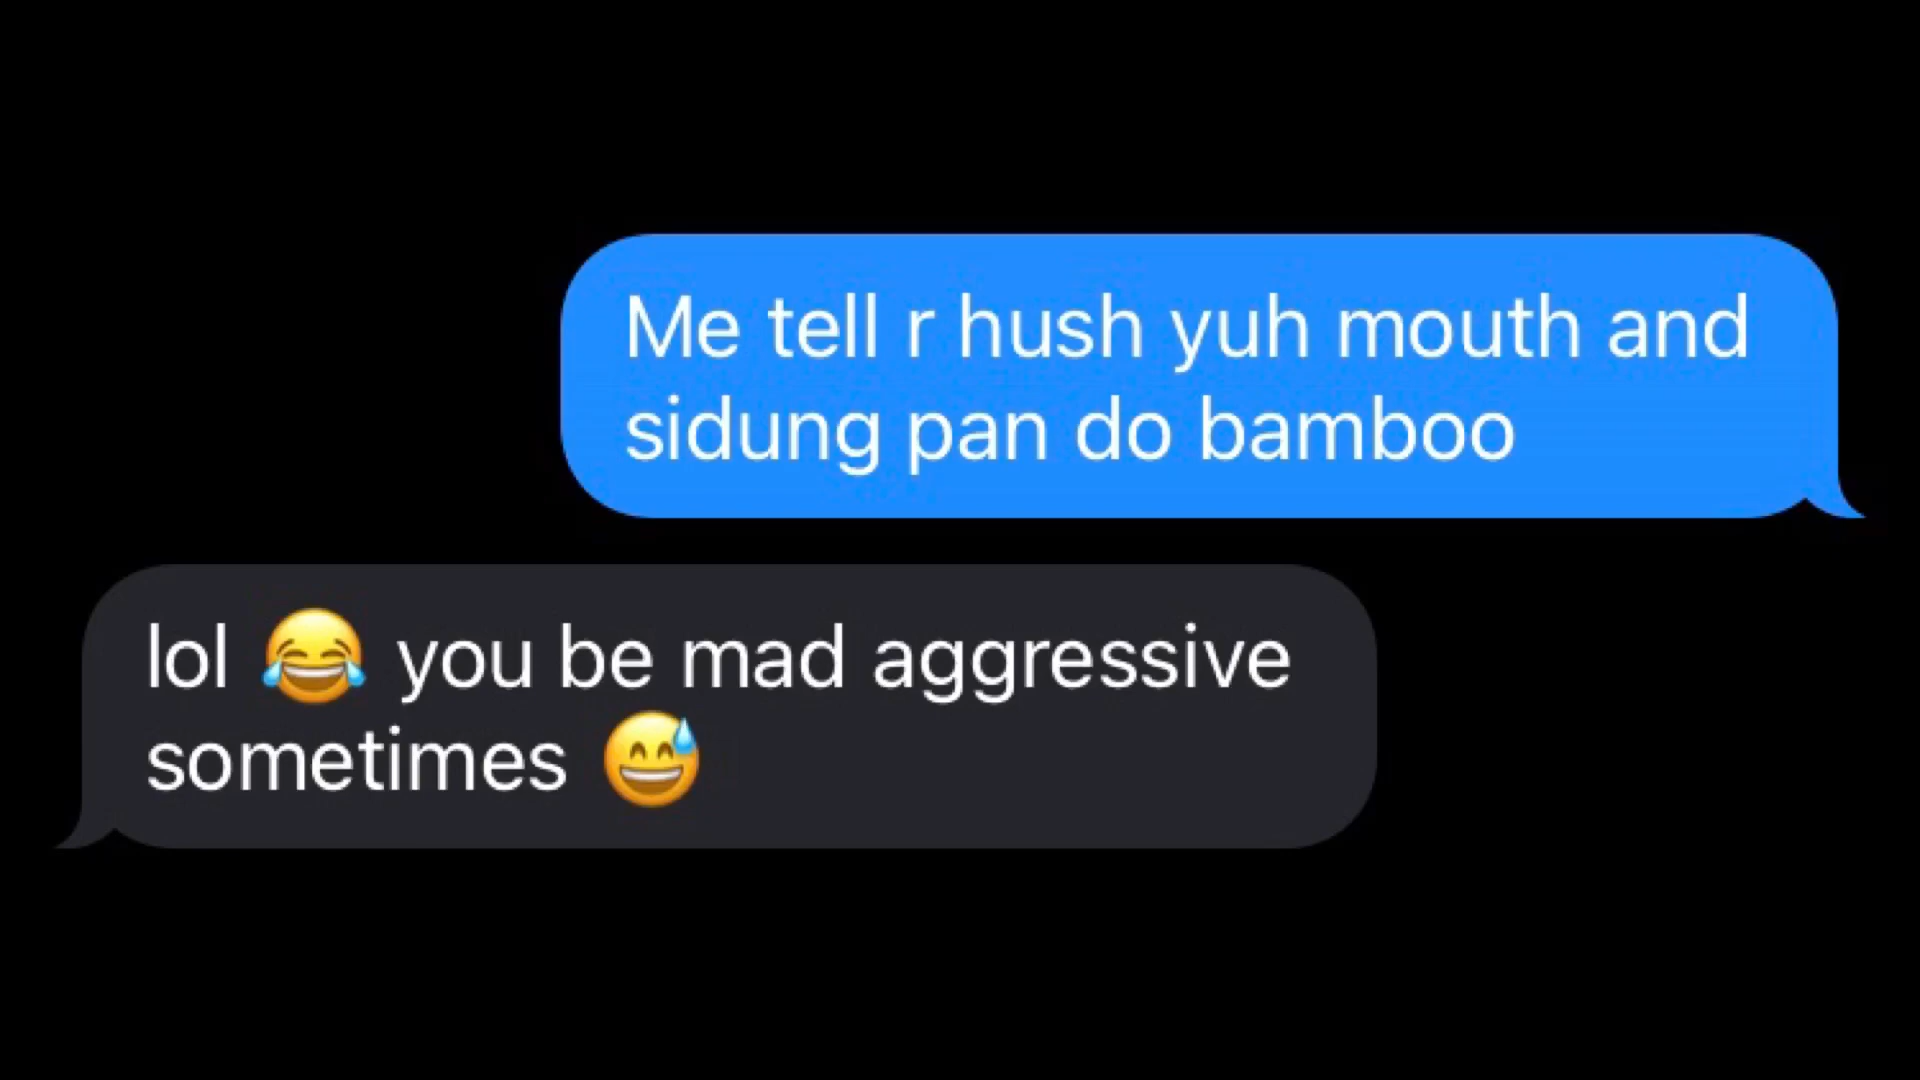 Me tell r hush yuh mouth and
sidung pan do bamboo
lol 😂 you be mad aggressive
sometimes 😅